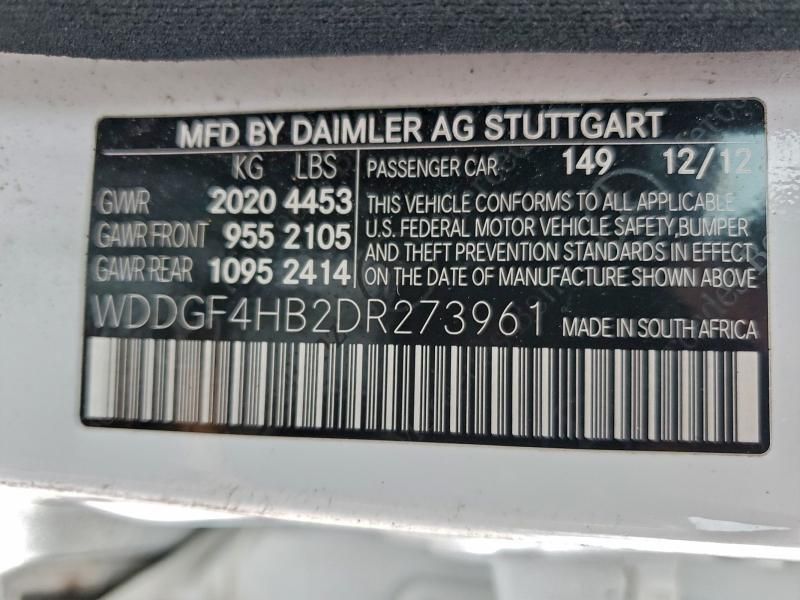 MFD BY DAIMLER AG STUTTGART
KG LBS
GVWR 2020 4453
GAWR FRONT 955 2105
GAWR REAR 1095 2414
PASSENGER CAR 149 12/12
THIS VEHICLE CONFORMS TO ALL APPLICABLE
U.S. FEDERAL MOTOR VEHICLE SAFETY,BUMPER
AND THEFT PREVENTION STANDARDS IN EFFECT
ON THE DATE OF MANUFACTURE SHOWN ABOVE
WDDGF4HB2DR273961 MADE IN SOUTH AFRICA